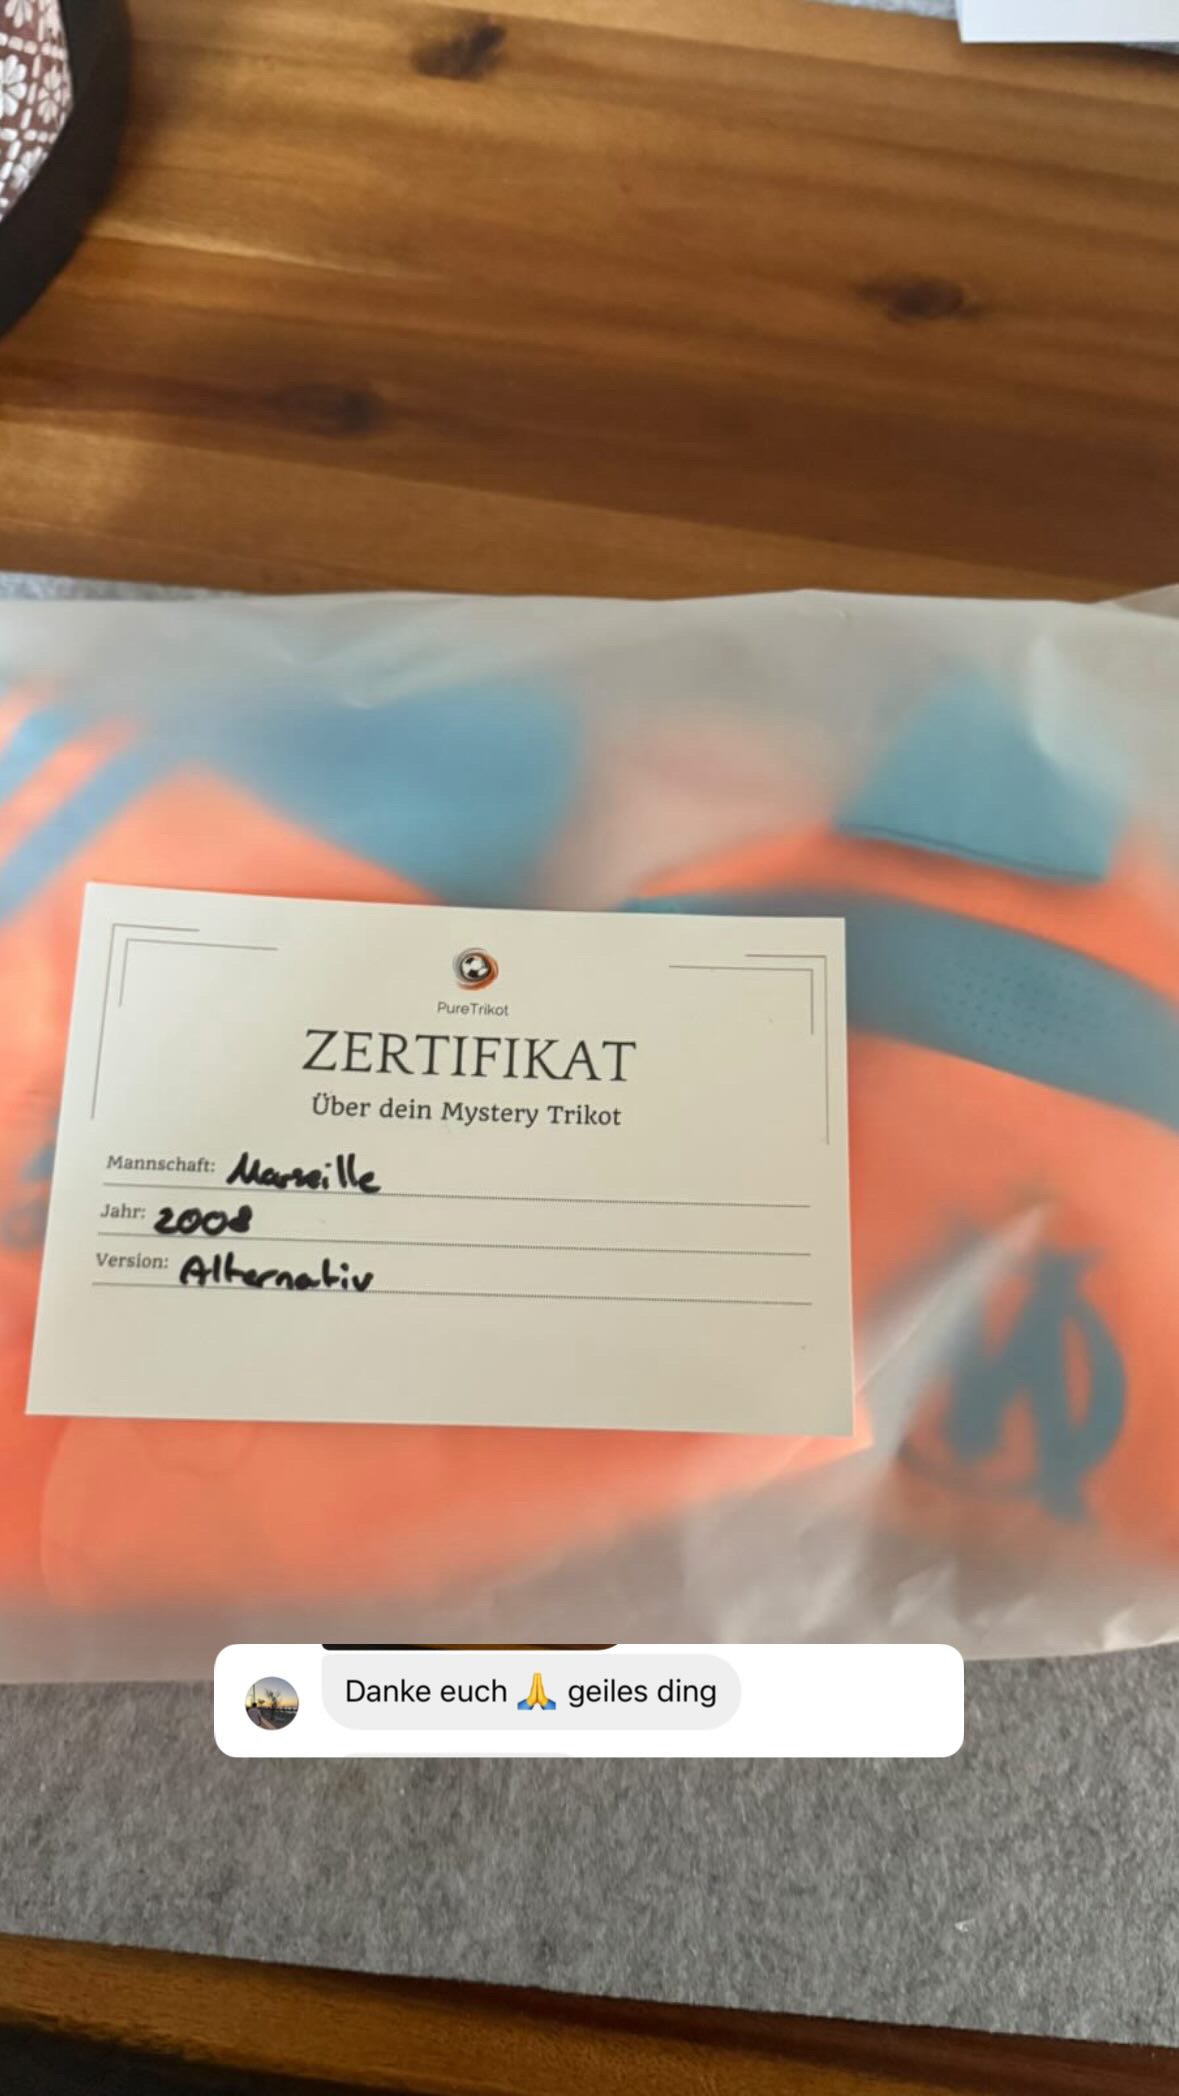 PureTrikot
ZERTIFIKAT
Über dein Mystery Trikot
Mannschaft: Marseille
Jahr: 2008
Version: Alternativ
Danke euch 🙏 geiles ding